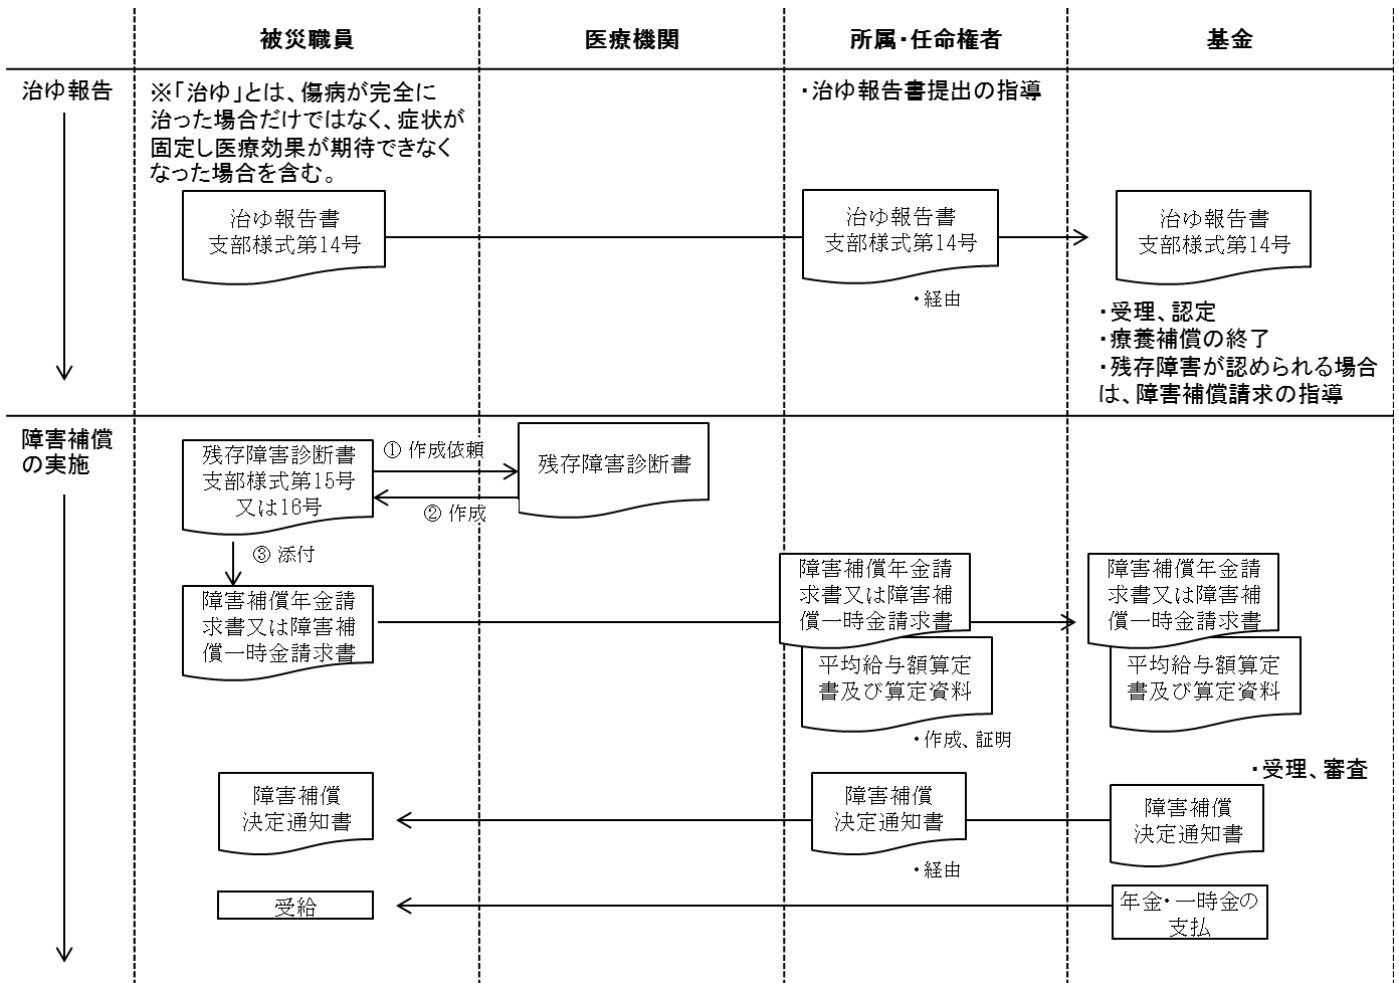 被災職員
医療機関
所属・任命権者
基金
治ゆ報告
※「治ゆ」とは、傷病が完全に
治った場合だけではなく、症状が
固定し医療効果が期待できなく
なった場合を含む。
・治ゆ報告書提出の指導
治ゆ報告書
支部様式第14号
治ゆ報告書
支部様式第14号
・経由
治ゆ報告書
支部様式第14号
・受理、認定
・療養補償の終了
・残存障害が認められる場合
は、障害補償請求の指導
障害補償
の実施
残存障害診断書
支部様式第15号
又は16号
① 作成依頼
② 作成
残存障害診断書
③ 添付
障害補償年金請
求書又は障害補
償一時金請求書
障害補償年金請
求書又は障害補
償一時金請求書
平均給与額算定
書及び算定資料
・作成、証明
障害補償年金請
求書又は障害補
償一時金請求書
平均給与額算定
書及び算定資料
・受理、審査
障害補償
決定通知書
障害補償
決定通知書
・経由
障害補償
決定通知書
受給
年金・一時金の
支払